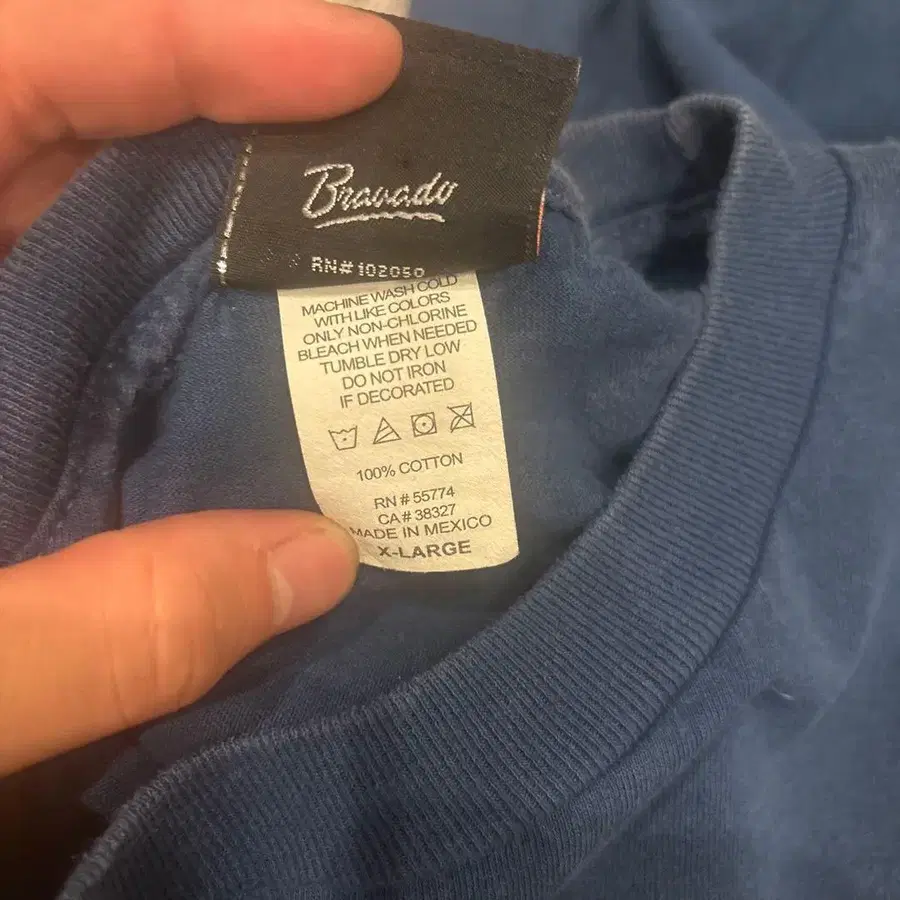 Bravado
RN#102050
MACHINE WASH COLD
WITH LIKE COLORS
ONLY NON-CHLORINE
BLEACH WHEN NEEDED
TUMBLE DRY LOW
DO NOT IRON
IF DECORATED
100% COTTON
RN # 55774
CA # 38327
MADE IN MEXICO
X-LARGE